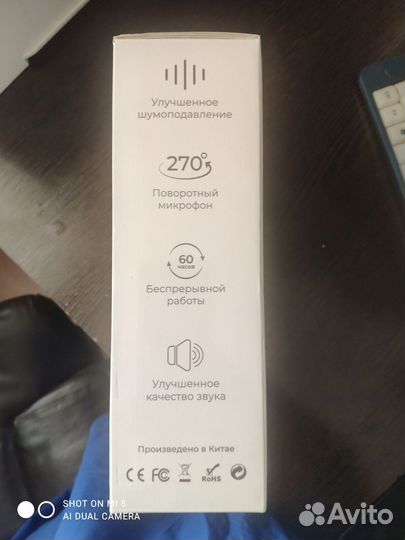 Улучшенное
шумоподавление
270°
Поворотный
микрофон
60
часов
Беспрерывной
работы
Улучшенное
качество звука
Произведено в Китае
CE FC RoHS
SHOT ON MI 8
AI DUAL CAMERA
Avito